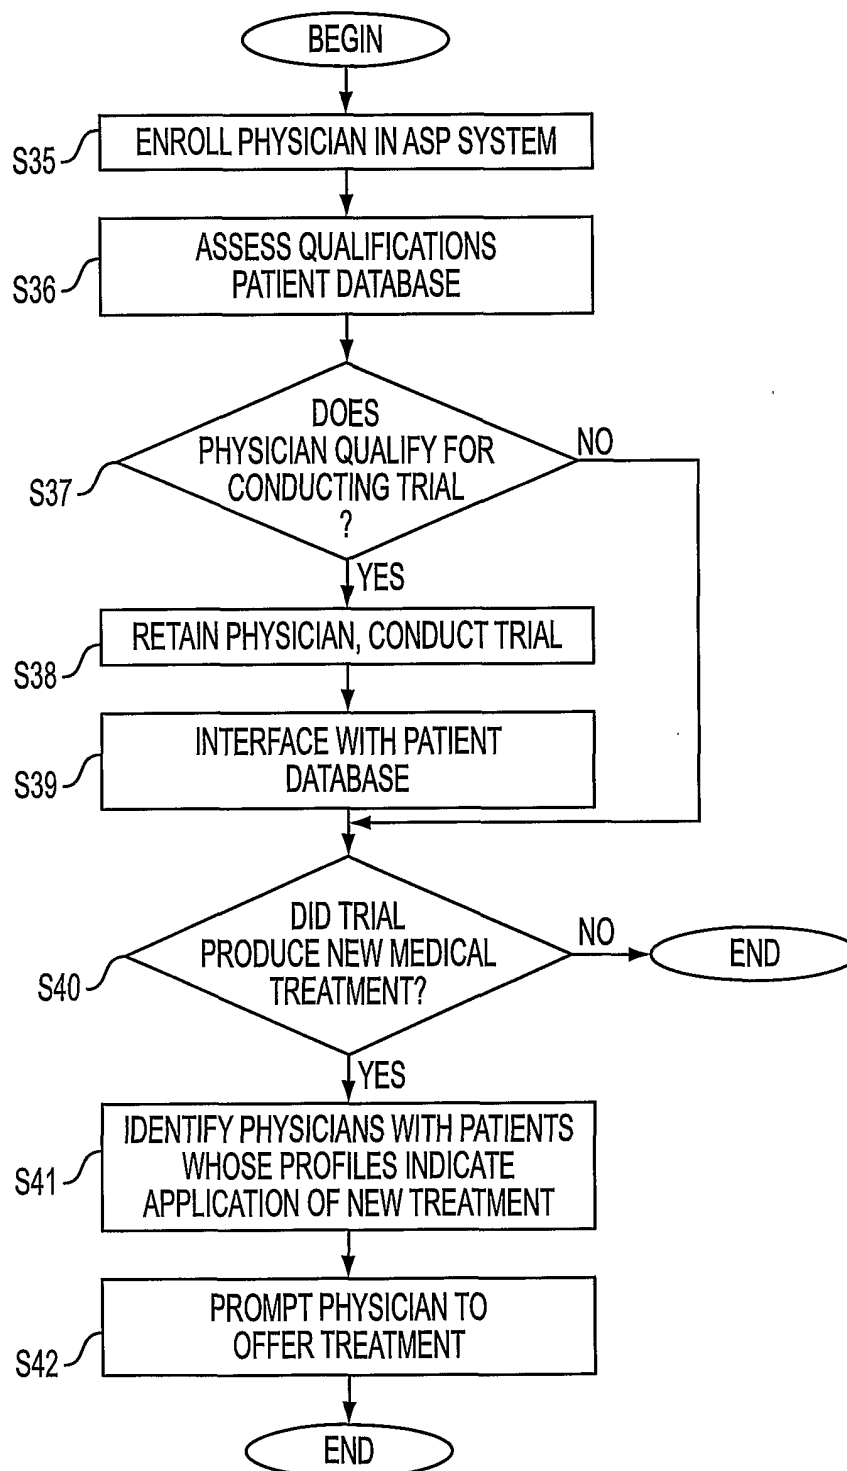 BEGIN
S35
ENROLL PHYSICIAN IN ASP SYSTEM
S36
ASSESS QUALIFICATIONS
PATIENT DATABASE
S37
DOES
PHYSICIAN QUALIFY FOR
CONDUCTING TRIAL
?
NO
YES
S38
RETAIN PHYSICIAN, CONDUCT TRIAL
S39
INTERFACE WITH PATIENT
DATABASE
S40
DID TRIAL
PRODUCE NEW MEDICAL
TREATMENT?
NO
END
YES
S41
IDENTIFY PHYSICIANS WITH PATIENTS
WHOSE PROFILES INDICATE
APPLICATION OF NEW TREATMENT
S42
PROMPT PHYSICIAN TO
OFFER TREATMENT
END